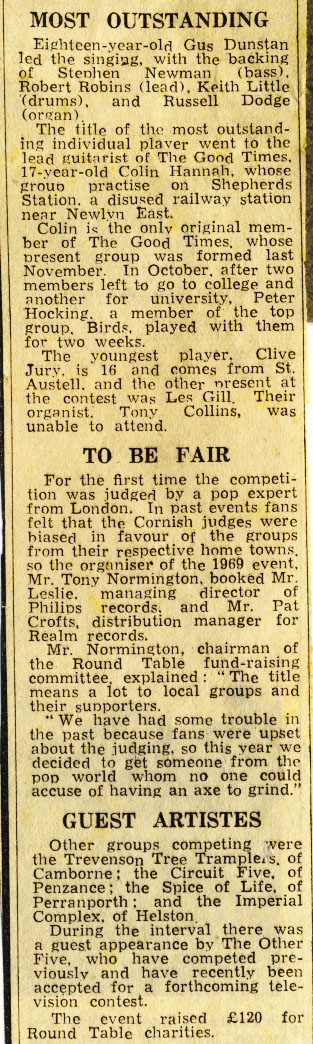 MOST OUTSTANDING
Eighteen-year-old Gus Dunstan
led the singing, with the backing
of Stephen Newman (bass),
Robert Robins (lead), Keith Little
(drums), and Russell Dodge
(organ)
The title of the most outstand-
ing individual player went to the
lead guitarist of The Good Times,
17-year-old Colin Hannah, whose
group practise on Shepherds
Station, a disused railway station
near Newlyn East.
Colin is the only original mem-
ber of The Good Times, whose
present group was formed last
November. In October, after two
members left to go to college and
another for university, Peter
Hocking, a member of the top
group, Birds, played with them
for two weeks.
The youngest player, Clive
Jury, is 16 and comes from St.
Austell, and the other present at
the contest was Les Gill. Their
organist, Tony Collins, was
unable to attend.
TO BE FAIR
For the first time the competi-
tion was judged by a pop expert
from London. In past events fans
felt that the Cornish judges were
biased in favour of the groups
from their respective home towns,
so the organiser of the 1969 event,
Mr. Tony Normington, booked Mr.
Leslie, managing director of
Philips records, and Mr. Pat
Crofts, distribution manager for
Realm records.
Mr. Normington, chairman of
the Round Table fund-raising
committee, explained: "The title
means a lot to local groups and
their supporters.
"We have had some trouble in
the past because fans were upset
about the judging, so this year we
decided to get someone from the
pop world whom no one could
accuse of having an axe to grind."
GUEST ARTISTES
Other groups competing were
the Trevenson Tree Tramplers, of
Camborne; the Circuit Five, of
Penzance; the Spice of Life, of
Perranporth; and the Imperial
Complex, of Helston.
During the interval there was
a guest appearance by The Other
Five, who have competed pre-
viously and have recently been
accepted for a forthcoming tele-
vision contest.
The event raised £120 for
Round Table charities.